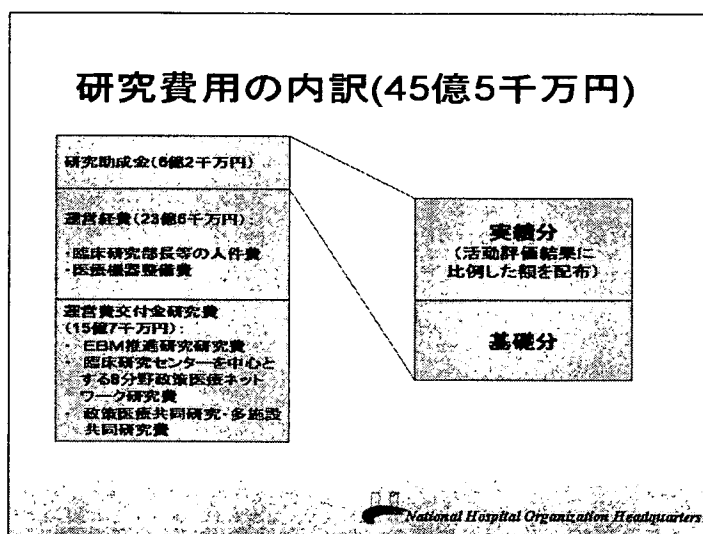 研究費用の内訳(45億5千万円)
研究助成金(6億2千万円)
運営経費(23億6千万円):
・臨床研究部長等の人件費
・医療機器整備費
運営費交付金研究費
(15億7千万円):
・ EBM推進研究研究費
・ 臨床研究センターを中心と
する8分野政策医療ネット
ワーク研究費
・ 政策医療共同研究・多施設
共同研究費
実績分
(活動評価結果に
比例した額を配布)
基礎分
National Hospital Organization Headquarters